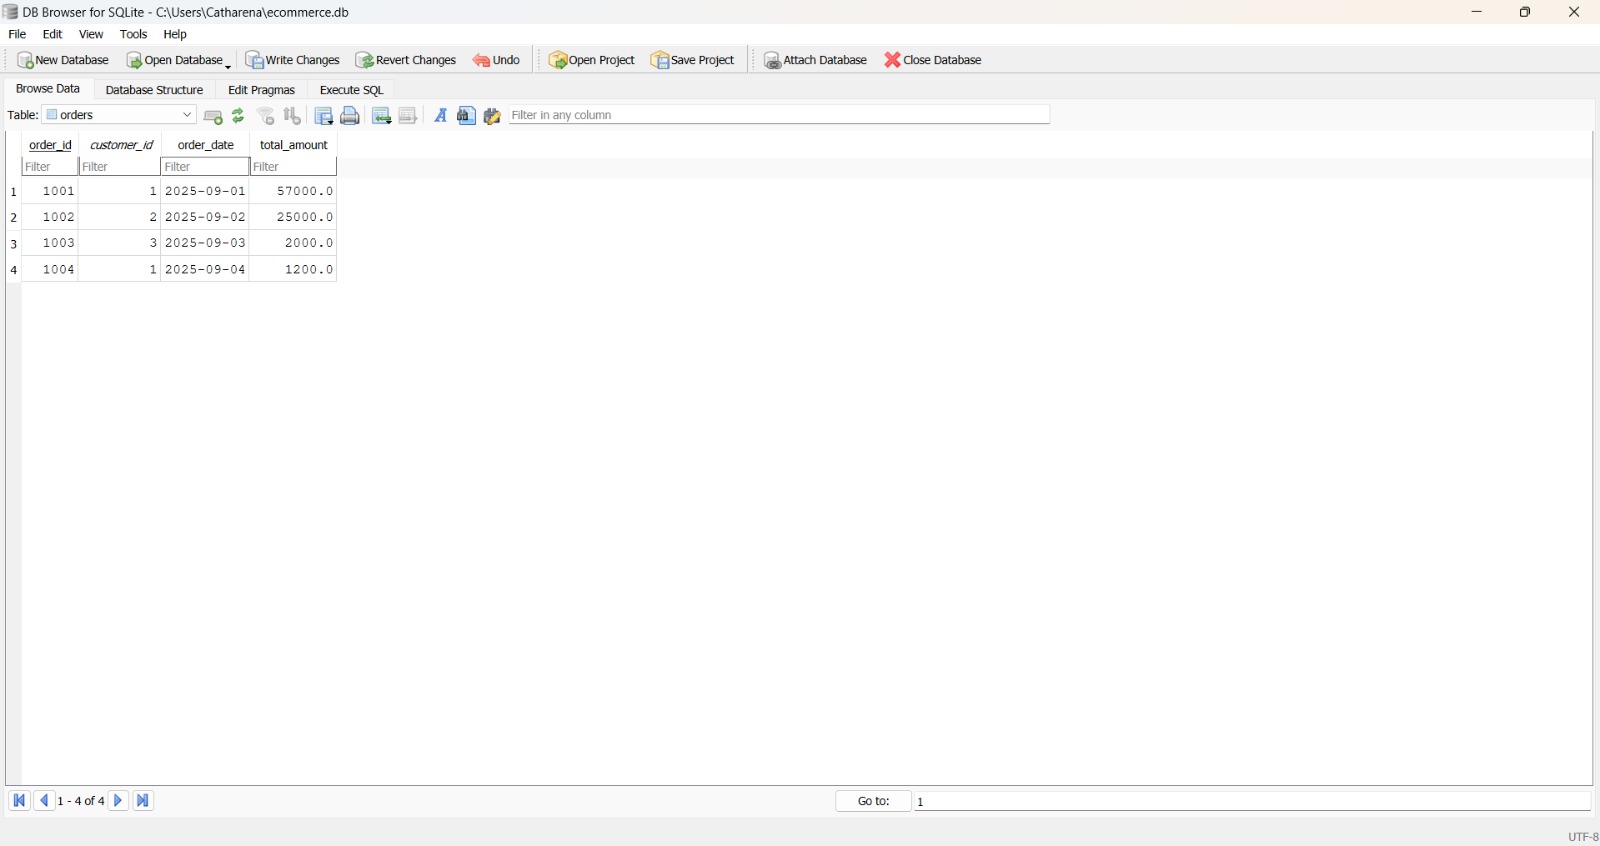 DB Browser for SQLite - C:\Users\Catharena\ecommerce.db
File Edit View Tools Help
New Database Open Database Write Changes Revert Changes Undo Open Project Save Project Attach Database Close Database
Browse Data Database Structure Edit Pragmas Execute SQL
Table: orders Filter in any column
order_id customer_id order_date total_amount
Filter Filter Filter Filter
1 1001 1 2025-09-01 57000.0
2 1002 2 2025-09-02 25000.0
3 1003 3 2025-09-03 2000.0
4 1004 1 2025-09-04 1200.0
1 - 4 of 4 Go to: 1
UTF-8